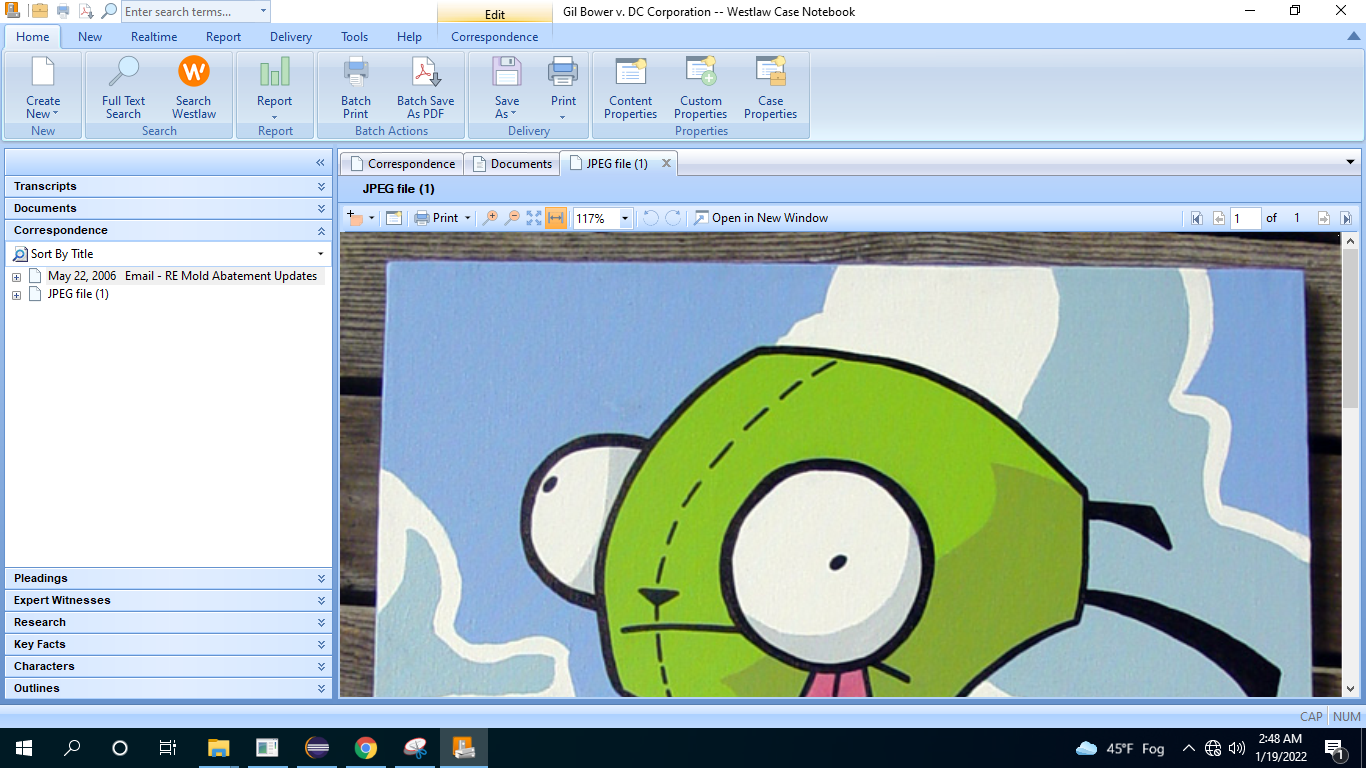 Enter search terms...
Edit
Gil Bower v. DC Corporation -- Westlaw Case Notebook
Home
New
Realtime
Report
Delivery
Tools
Help
Correspondence
Create
New
Full Text
Search
Search
Westlaw
Report
Batch
Print
Batch Save
As PDF
Save
As
Print
Content
Properties
Custom
Properties
Case
Properties
New
Search
Report
Batch Actions
Delivery
Properties
Transcripts
Documents
Correspondence
Sort By Title
May 22, 2006 Email - RE Mold Abatement Updates
JPEG file (1)
Pleadings
Expert Witnesses
Research
Key Facts
Characters
Outlines
Correspondence
Documents
JPEG file (1)
JPEG file (1)
Print
117%
Open in New Window
1 of 1
CAP NUM
45°F Fog
2:48 AM
1/19/2022
1